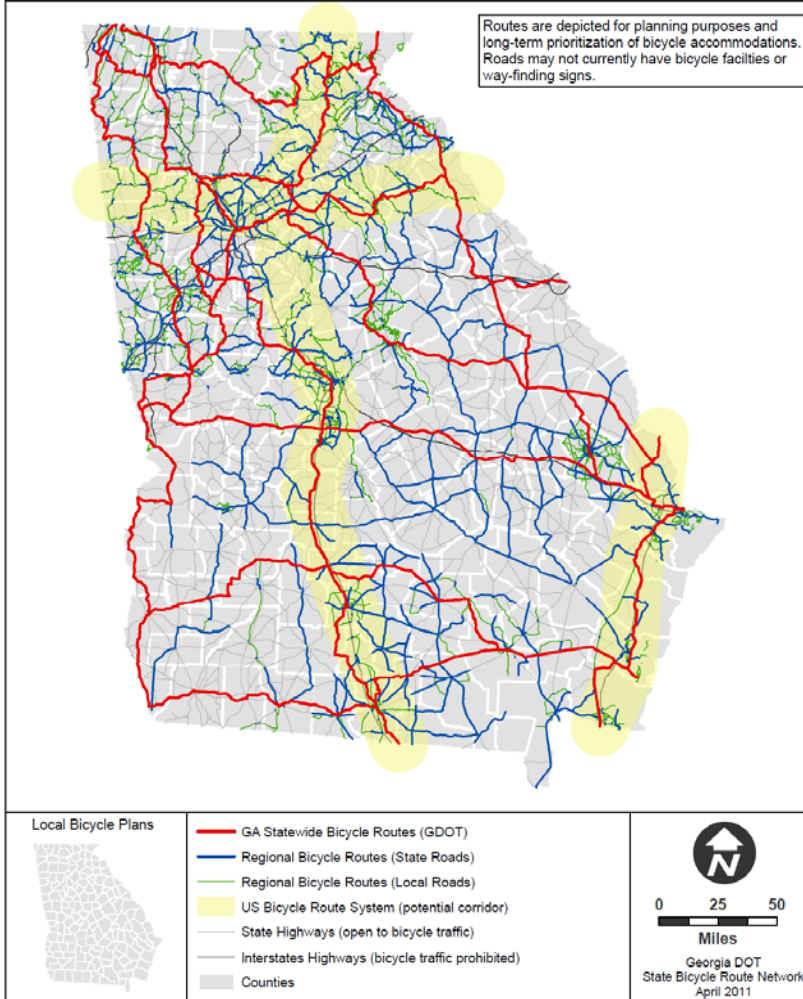 Routes are depicted for planning purposes and
long-term prioritization of bicycle accommodations.
Roads may not currently have bicycle facilties or
way-finding signs.
Local Bicycle Plans
GA Statewide Bicycle Routes (GDOT)
Regional Bicycle Routes (State Roads)
Regional Bicycle Routes (Local Roads)
US Bicycle Route System (potential corridor)
State Highways (open to bicycle traffic)
Interstates Highways (bicycle traffic prohibited)
Counties
N
0 25 50
Miles
Georgia DOT
State Bicycle Route Network
April 2011